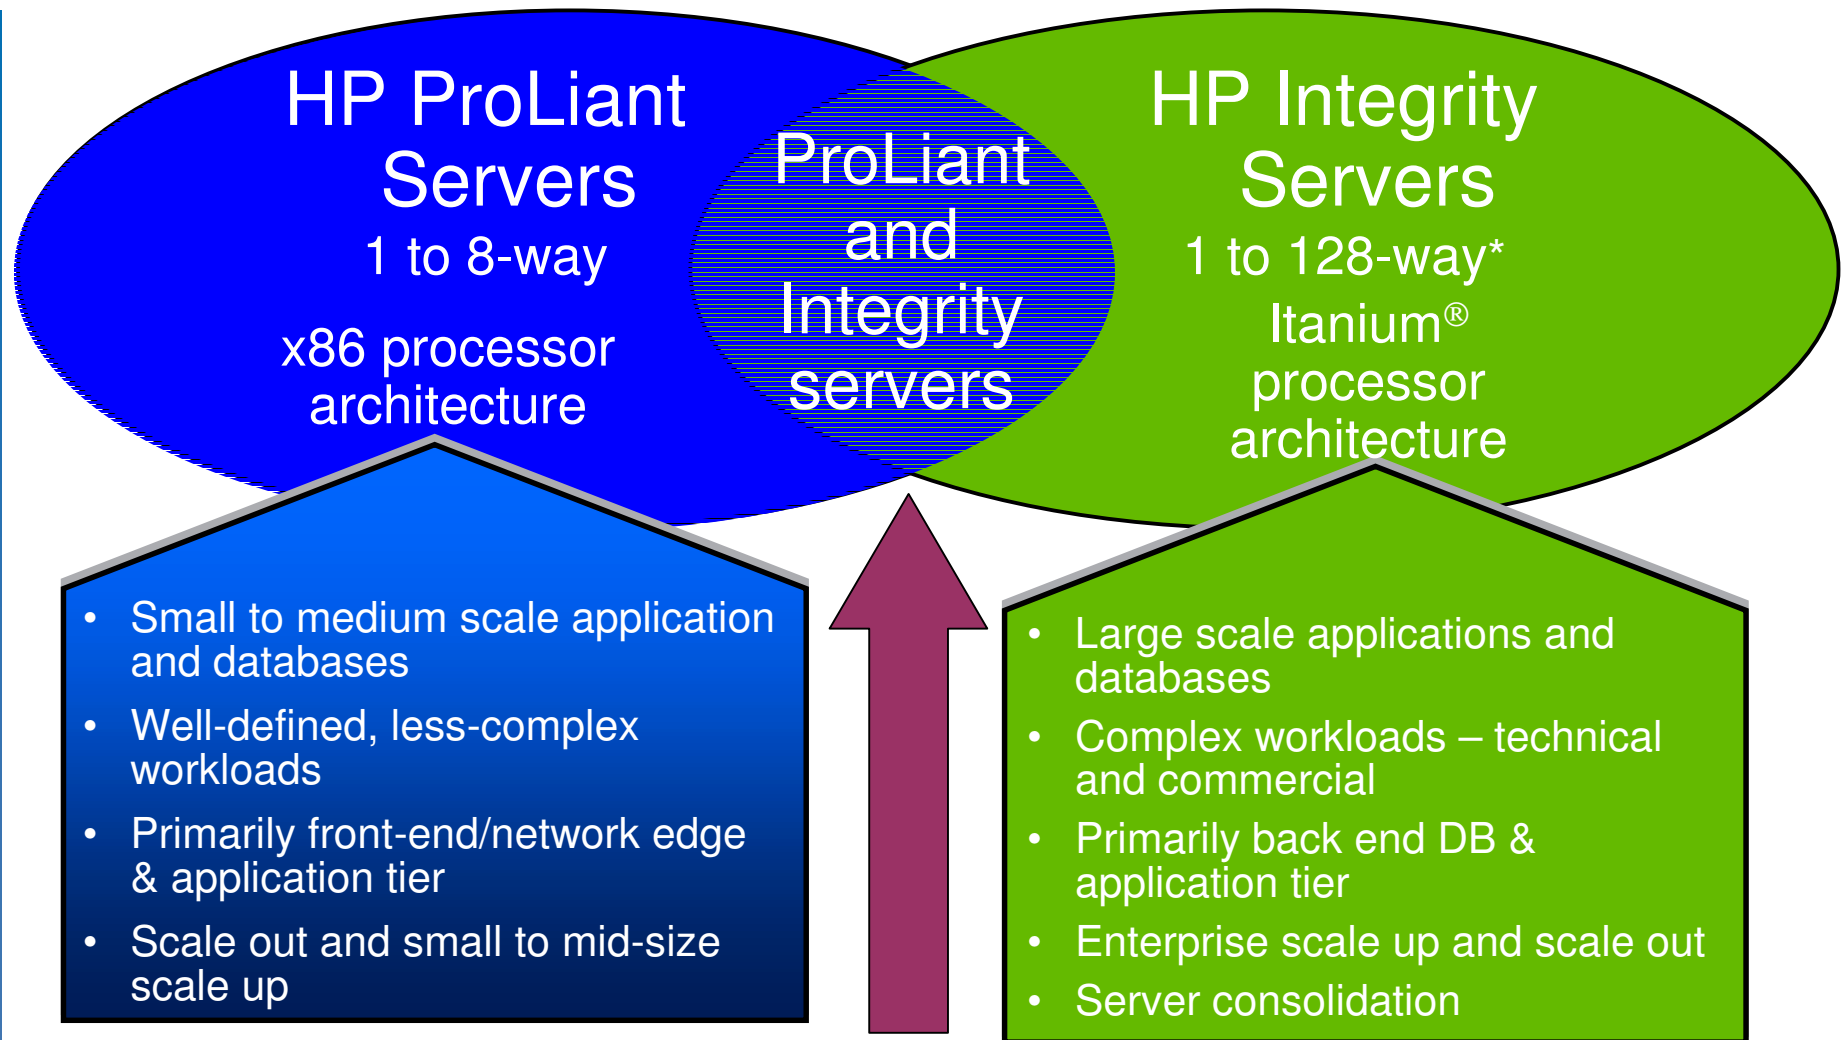 HP ProLiant
Servers
1 to 8-way
x86 processor
architecture
ProLiant
and
Integrity
servers
HP Integrity
Servers
1 to 128-way*
Itanium®
processor
architecture
• Small to medium scale application
and databases
• Well-defined, less-complex
workloads
• Primarily front-end/network edge
& application tier
• Scale out and small to mid-size
scale up
• Large scale applications and
databases
• Complex workloads – technical
and commercial
• Primarily back end DB &
application tier
• Enterprise scale up and scale out
• Server consolidation